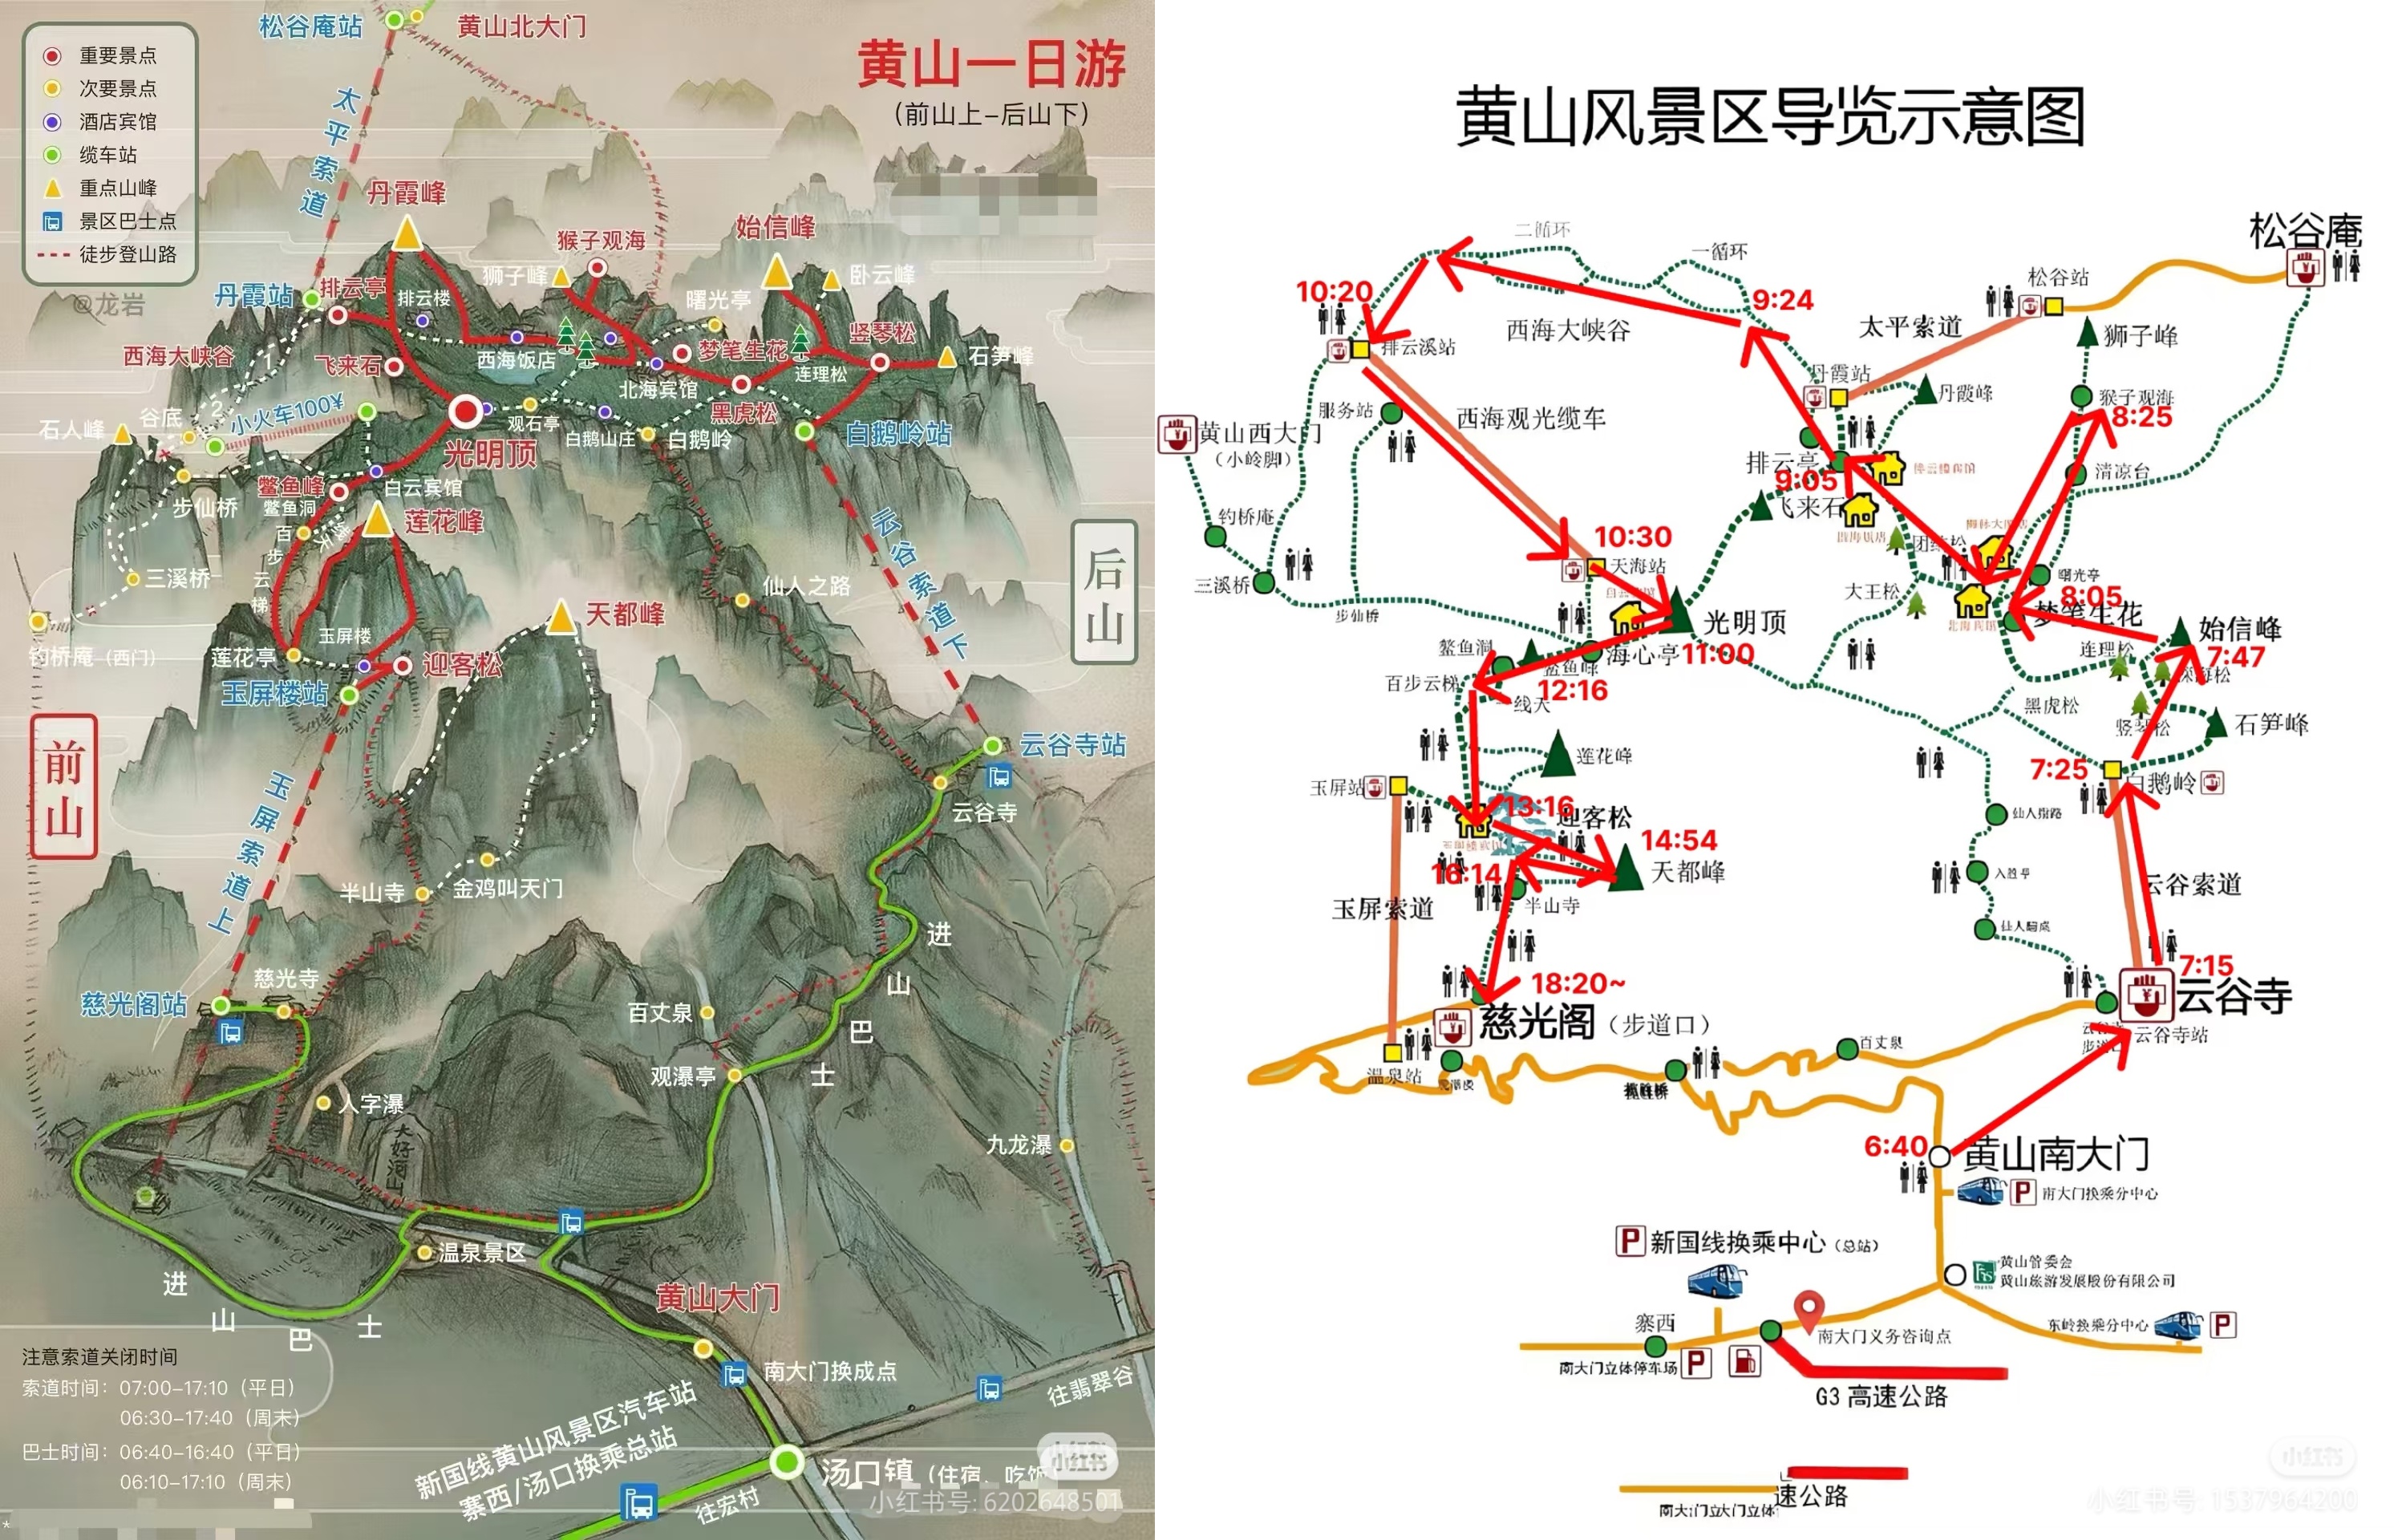 重要景点
次要景点
酒店宾馆
缆车站
重点山峰
景区巴士点
徒步登山路
松谷庵站
黄山北大门
黄山一日游
(前山上-后山下)
太平索道
丹霞峰
猴子观海
始信峰
狮子峰
卧云峰
丹霞站
排云亭
排云楼
曙光亭
@龙岩
西海大峡谷
1
飞来石
西海饭店
梦笔生花
竖琴松
连理松
石笋峰
北海宾馆
黑虎松
2
谷底
小火车100¥
石人峰
光明顶
观石亭
白鹅山庄
白鹅岭
白鹅岭站
鳌鱼峰
白云宾馆
步仙桥
鳌鱼洞
莲花峰
百步云梯
一线天
云谷索道下
后山
三溪桥
仙人之路
天都峰
玉屏楼
钓桥庵(西门)
莲花亭
迎客松
玉屏楼站
前山
云谷寺站
玉屏索道上
云谷寺
半山寺
金鸡叫天门
慈光寺
慈光阁站
百丈泉
进山巴士
观瀑亭
人字瀑
大好河山
九龙瀑
温泉景区
进山巴士
黄山大门
注意索道关闭时间
索道时间：07:00-17:10（平日）
06:30-17:40（周末）
巴士时间：06:40-16:40（平日）
06:10-17:10（周末）
南大门换成点
往翡翠谷
新国线黄山风景区汽车站
寨西/汤口换乘总站
往宏村
汤口镇（住宿、吃饭
小红书
小红书号: 6202648501
黄山风景区导览示意图
松谷庵
二循环
一循环
松谷站
10:20
9:24
太平索道
狮子峰
西海大峡谷
排云溪站
丹霞站
丹霞峰
猴子观海
8:25
服务站
西海观光缆车
黄山西大门
（小岭脚）
排云亭
清凉台
9:05
飞来石
钓桥庵
10:30
团结松
天海站
曙光亭
三溪桥
大王松
8:05
梦笔生花
步仙桥
北海宾馆
光明顶
始信峰
7:47
连理松
探海松
鳌鱼洞
鳌鱼峰
海心亭
11:00
百步云梯
12:16
一线天
黑虎松
竖琴松
石笋峰
莲花峰
玉屏站
7:25
白鹅岭
13:16
迎客松
仙人指路
14:54
天都峰
16:14
入胜亭
云谷索道
玉屏索道
半山寺
7:15
云谷寺
18:20~
慈光阁（步道口）
云谷寺站
百丈泉
温泉站
6:40
黄山南大门
P
南大门换乘分中心
P
新国线换乘中心（总站）
黄山管委会
黄山旅游发展股份有限公司
寨西
南大门义务咨询点
东岭换乘分中心
P
南大门立体停车场
P
G3 高速公路
速公路
小红书
小红书号: 1537964200